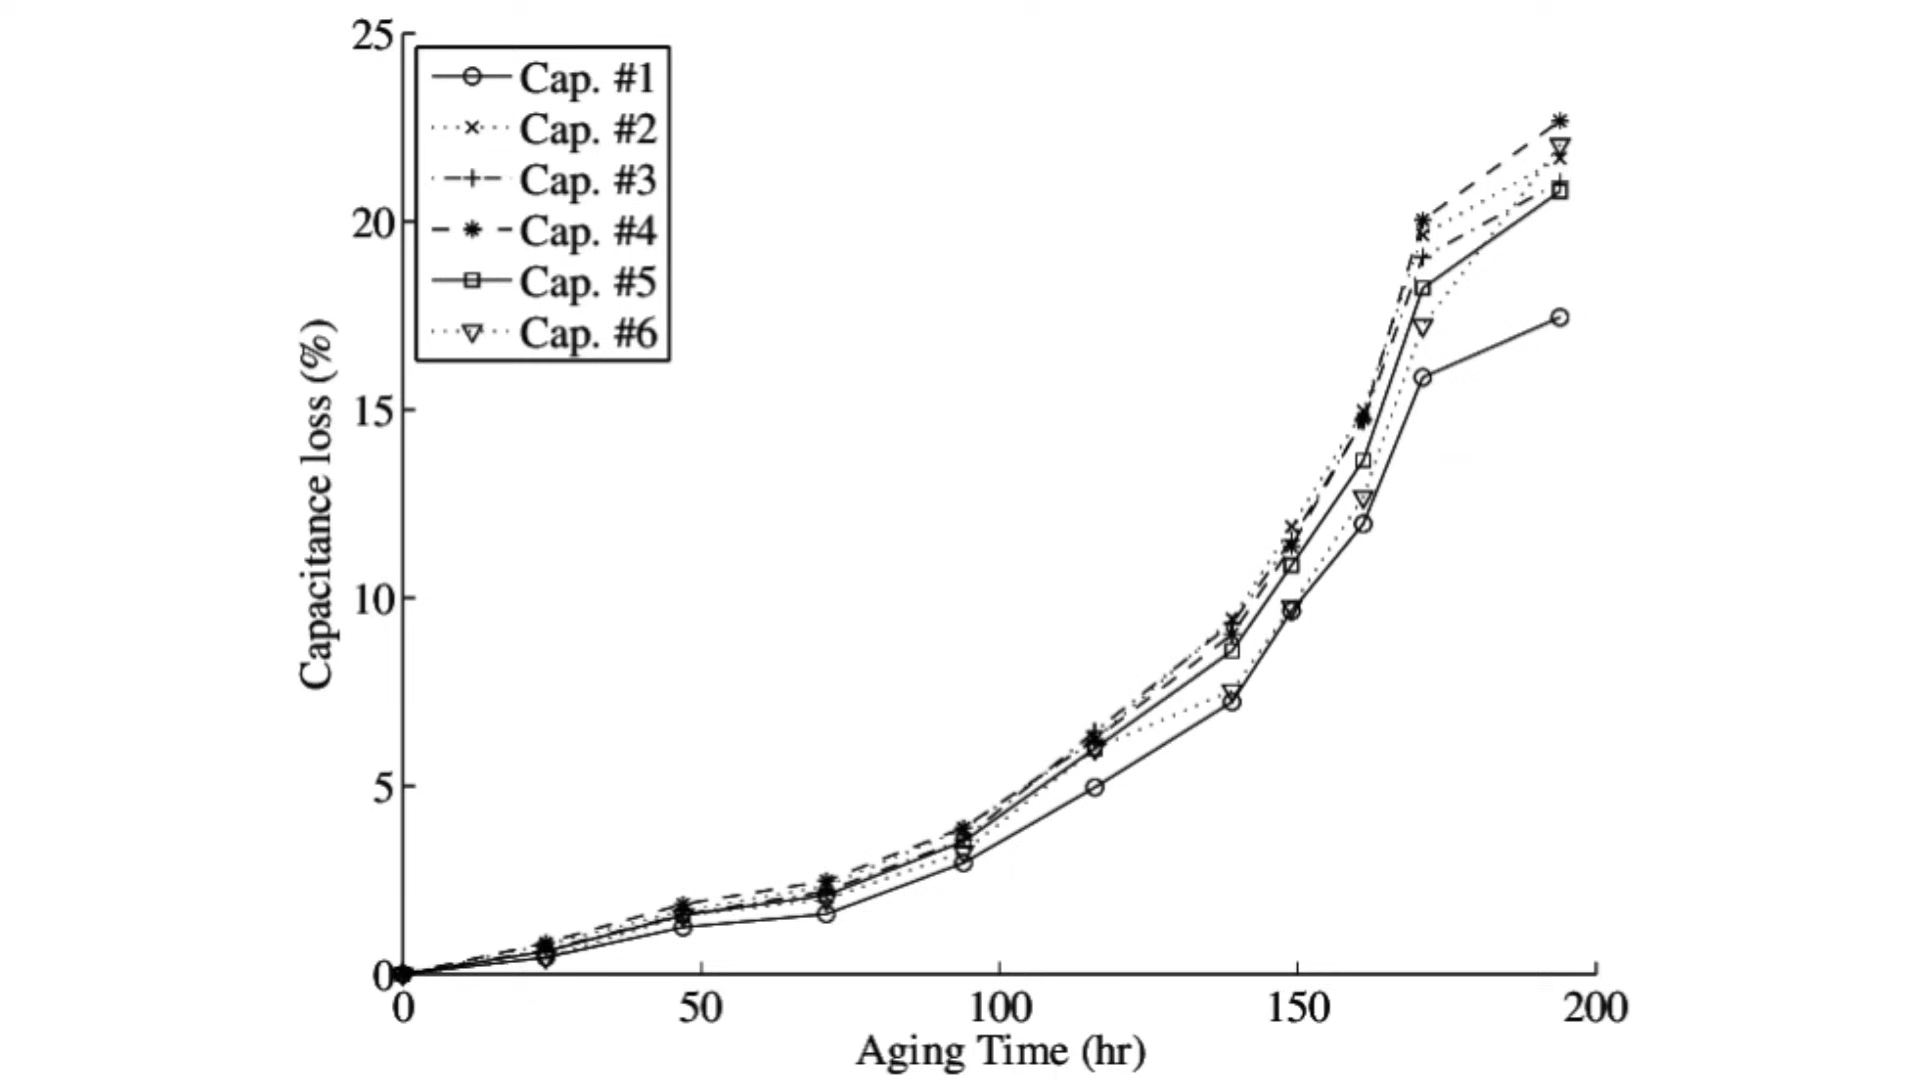 25
20
15
10
5
0
Capacitance loss (%)
Cap. #1
Cap. #2
Cap. #3
Cap. #4
Cap. #5
Cap. #6
0 50 100 150 200
Aging Time (hr)